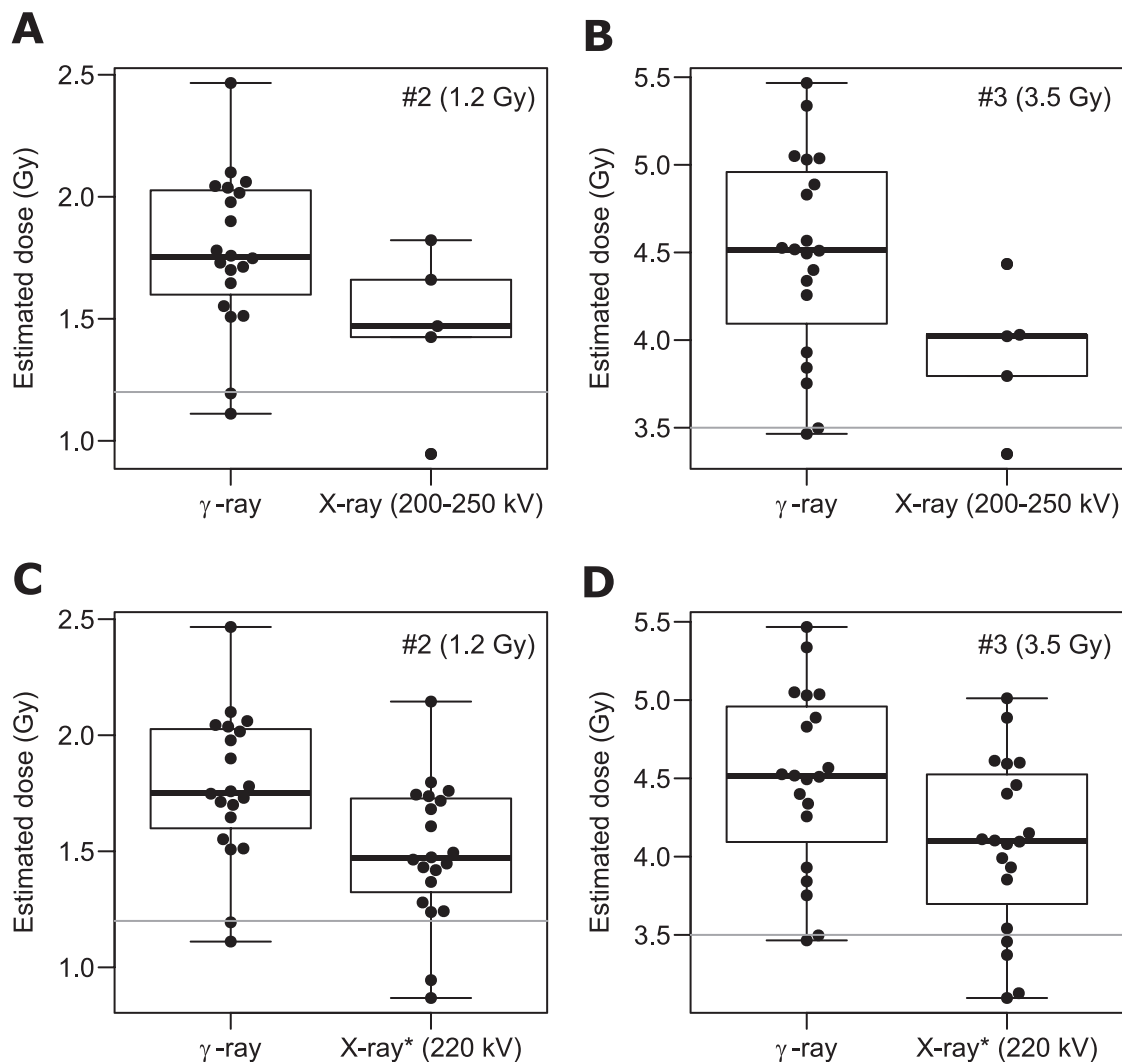 A
Estimated dose (Gy)
2.5
2.0
1.5
1.0
#2 (1.2 Gy)
γ-ray
X-ray (200-250 kV)
B
Estimated dose (Gy)
5.5
5.0
4.5
4.0
3.5
#3 (3.5 Gy)
γ-ray
X-ray (200-250 kV)
C
Estimated dose (Gy)
2.5
2.0
1.5
1.0
#2 (1.2 Gy)
γ-ray
X-ray* (220 kV)
D
Estimated dose (Gy)
5.5
5.0
4.5
4.0
3.5
#3 (3.5 Gy)
γ-ray
X-ray* (220 kV)